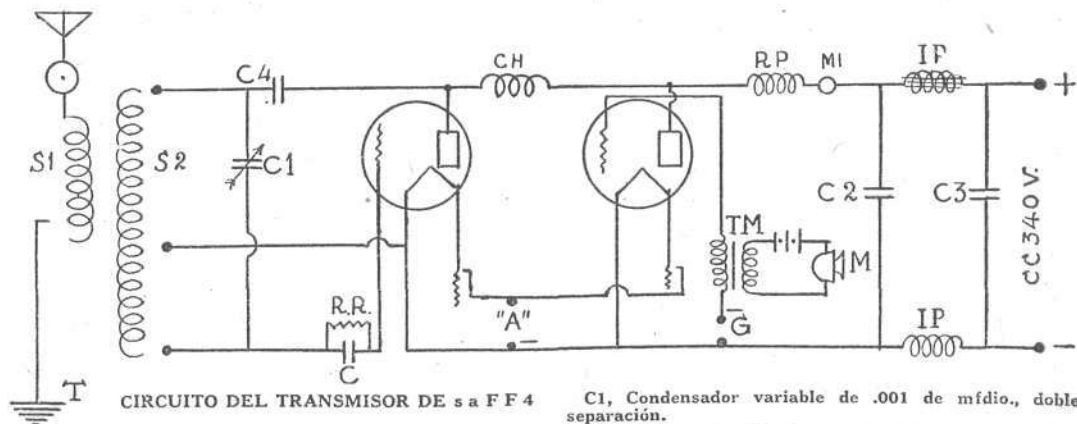 C4
CH
RP
MI
IF
+
S1
S2
C1
C2
C3
CC 340 V.
TM
M
R.R.
"A"
-
G
-
IP
-
C
T
CIRCUITO DEL TRANSMISOR DE s a F F 4
C1, Condensador variable de .001 de mfdio., doble
separación.